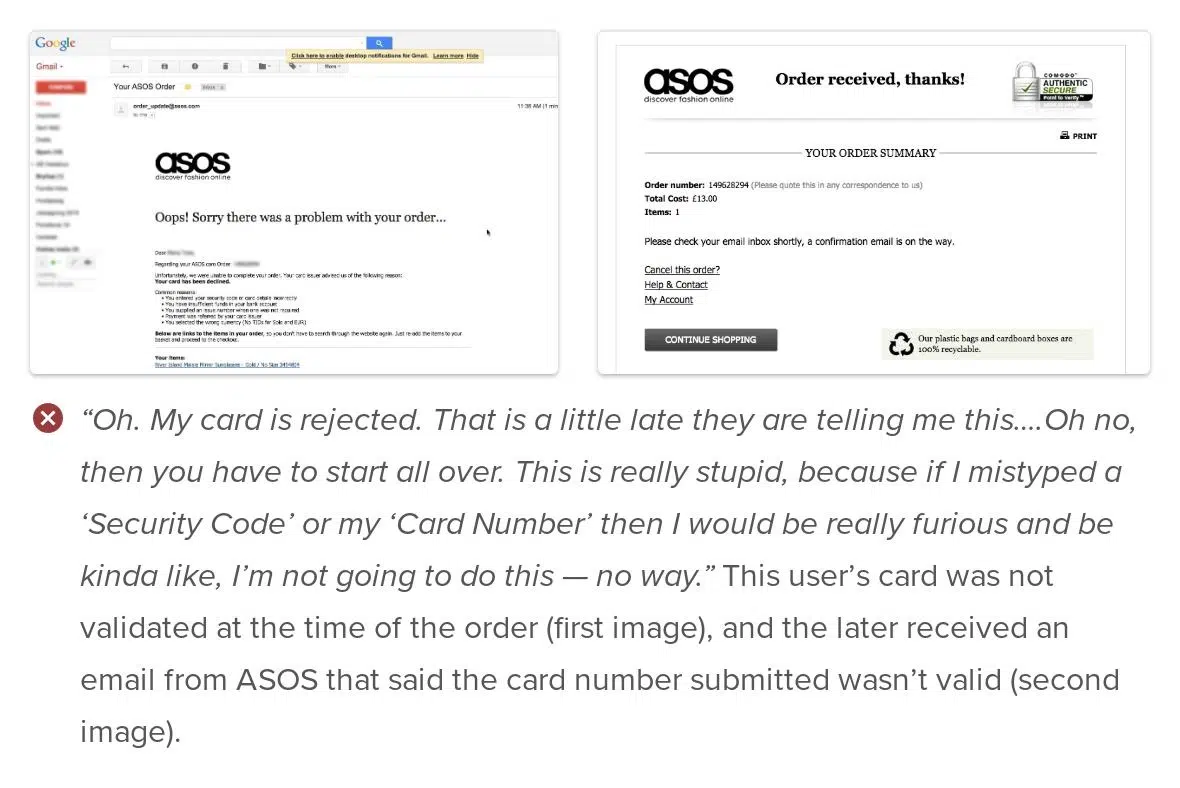 Google
Click here to enable desktop notifications for Gmail. Learn more Hide
Gmail
More
Your ASOS Order
Inbox x
order_update@asos.com
to me
11:38 AM (1 min
asos
discover fashion online
Oops! Sorry there was a problem with your order...
Dear
Regarding your ASOS.com Order
Unfortunately, we were unable to complete your order. Your card issuer advised us of the following reason:
Your card has been declined.
Common reasons:
• You entered your security code or card details incorrectly
• You have insufficient funds in your bank account
• You supplied an issue number when one was not required
• Payment was referred by your card issuer
• You selected the wrong currency (No TIDs for Solo and EUR)
Below are links to the items in your order, so you don't have to search through the website again. Just re-add the items to your
basket and proceed to the checkout.
Your items:
River Island Maisie Mirror Sunglasses - Gold / No Size
asos
discover fashion online
Order received, thanks!
COMODO
AUTHENTIC
SECURE
Point to Verify
PRINT
YOUR ORDER SUMMARY
Order number: 149628294 (Please quote this in any correspondence to us)
Total Cost: £13.00
Items: 1
Please check your email inbox shortly, a confirmation email is on the way.
Cancel this order?
Help & Contact
My Account
CONTINUE SHOPPING
Our plastic bags and cardboard boxes are
100% recyclable.
“Oh. My card is rejected. That is a little late they are telling me this....Oh no,
then you have to start all over. This is really stupid, because if I mistyped a
‘Security Code’ or my ‘Card Number’ then I would be really furious and be
kinda like, I’m not going to do this — no way.” This user’s card was not
validated at the time of the order (first image), and the later received an
email from ASOS that said the card number submitted wasn’t valid (second
image).